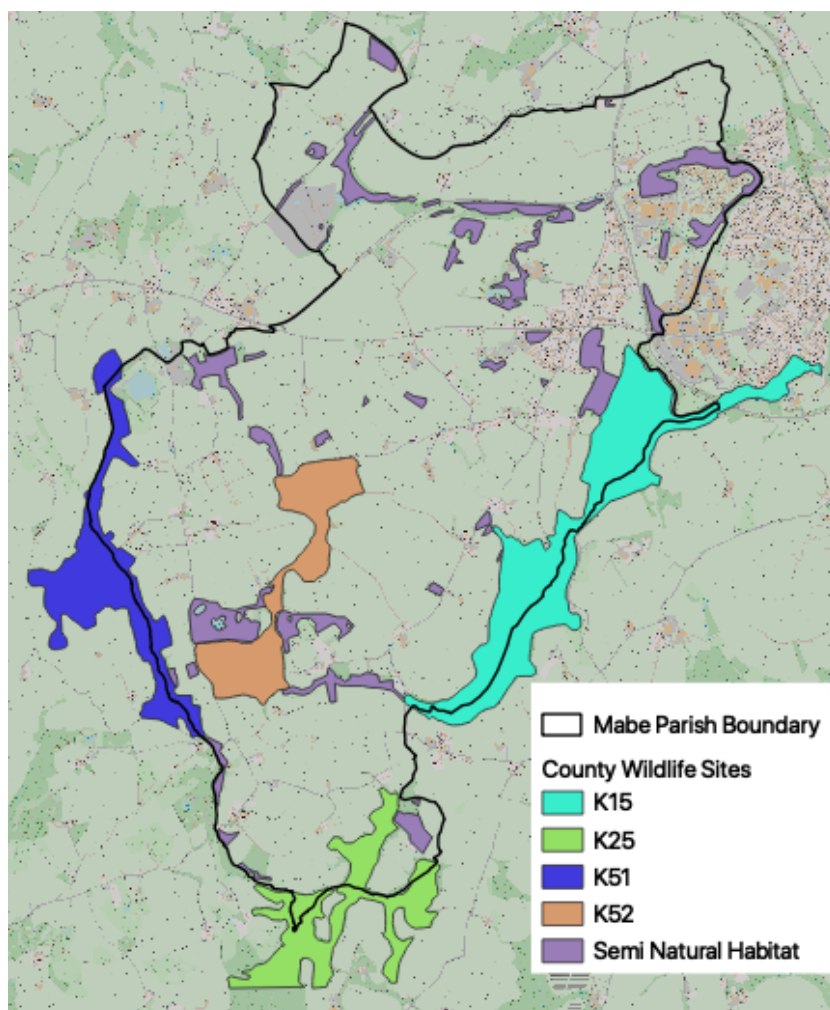 Mabe Parish Boundary
County Wildlife Sites
K15
K25
K51
K52
Semi Natural Habitat